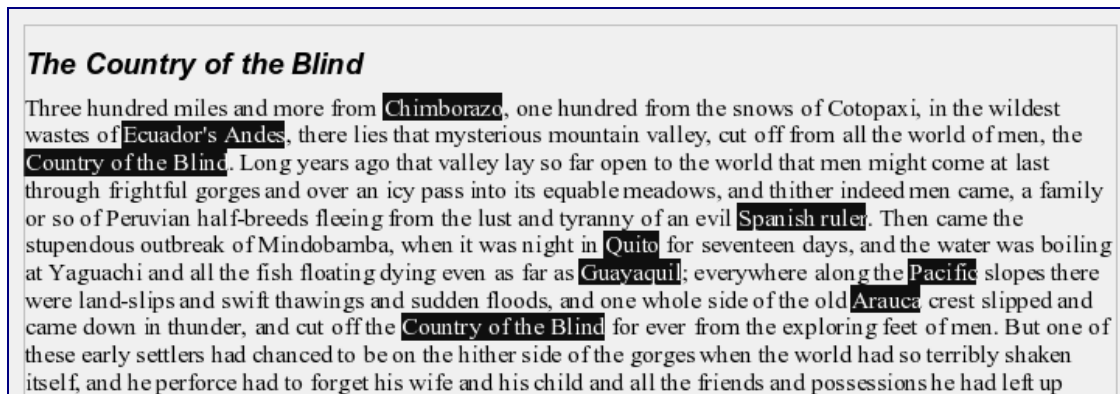 The Country of the Blind
Three hundred miles and more from Chimborazo, one hundred from the snows of Cotopaxi, in the wildest
wastes of Ecuador's Andes, there lies that mysterious mountain valley, cut off from all the world of men, the
Country of the Blind. Long years ago that valley lay so far open to the world that men might come at last
through frightful gorges and over an icy pass into its equable meadows, and thither indeed men came, a family
or so of Peruvian half-breeds fleeing from the lust and tyranny of an evil Spanish ruler. Then came the
stupendous outbreak of Mindobamba, when it was night in Quito for seventeen days, and the water was boiling
at Yaguachi and all the fish floating dying even as far as Guayaquil; everywhere along the Pacific slopes there
were land-slips and swift thawings and sudden floods, and one whole side of the old Arauca crest slipped and
came down in thunder, and cut off the Country of the Blind for ever from the exploring feet of men. But one of
these early settlers had chanced to be on the hither side of the gorges when the world had so terribly shaken
itself, and he perforce had to forget his wife and his child and all the friends and possessions he had left up